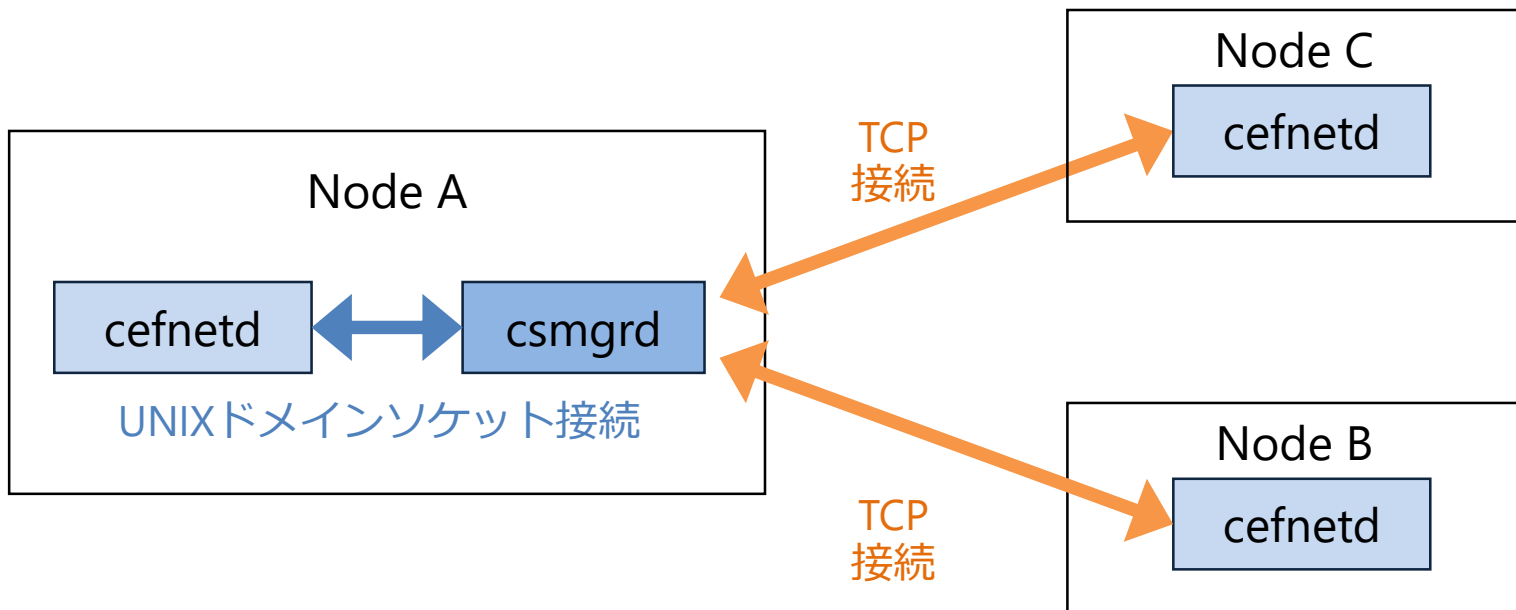 Node A
cefnetd
csmgrd
UNIXドメインソケット接続
TCP
接続
Node C
cefnetd
TCP
接続
Node B
cefnetd